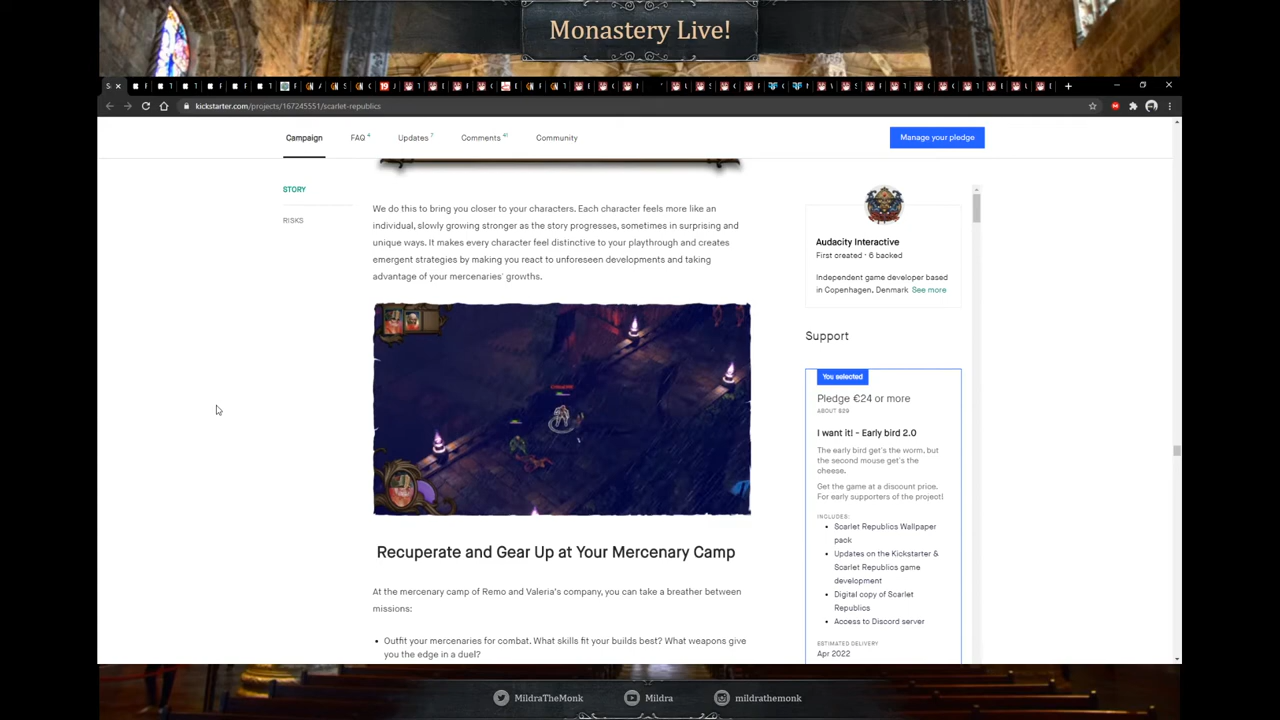 Monastery Live!
kickstarter.com/projects/167245551/scarlet-republics
Campaign
FAQ 4
Updates 7
Comments 41
Community
Manage your pledge
STORY
RISKS
We do this to bring you closer to your characters. Each character feels more like an
individual, slowly growing stronger as the story progresses, sometimes in surprising and
unique ways. It makes every character feel distinctive to your playthrough and creates
emergent strategies by making you react to unforeseen developments and taking
advantage of your mercenaries' growths.
Recuperate and Gear Up at Your Mercenary Camp
At the mercenary camp of Remo and Valeria's company, you can take a breather between
missions:
• Outfit your mercenaries for combat. What skills fit your builds best? What weapons give
you the edge in a duel?
Audacity Interactive
First created · 6 backed
Independent game developer based
in Copenhagen, Denmark See more
Support
You selected
Pledge €24 or more
ABOUT $29
I want it! - Early bird 2.0
The early bird get's the worm, but
the second mouse get's the
cheese.
Get the game at a discount price.
For early supporters of the project!
INCLUDES:
• Scarlet Republics Wallpaper
pack
• Updates on the Kickstarter &
Scarlet Republics game
development
• Digital copy of Scarlet
Republics
• Access to Discord server
ESTIMATED DELIVERY
Apr 2022
MildraTheMonk
Mildra
mildrathemonk